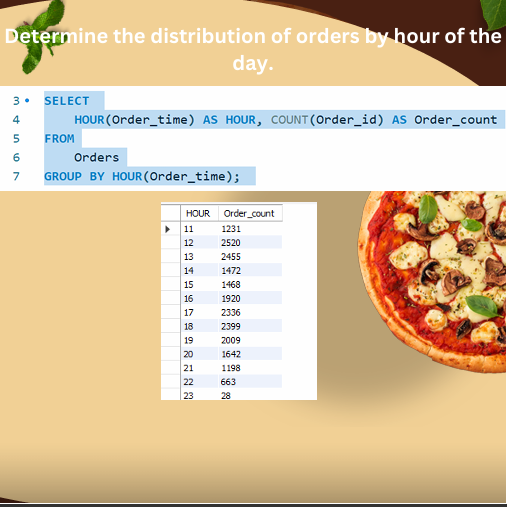 Determine the distribution of orders by hour of the
day.
3 SELECT
4 HOUR(Order_time) AS HOUR, COUNT(Order_id) AS Order_count
5 FROM
6 Orders
7 GROUP BY HOUR(Order_time);
HOUR Order_count
11 1231
12 2520
13 2455
14 1472
15 1468
16 1920
17 2336
18 2399
19 2009
20 1642
21 1198
22 663
23 28